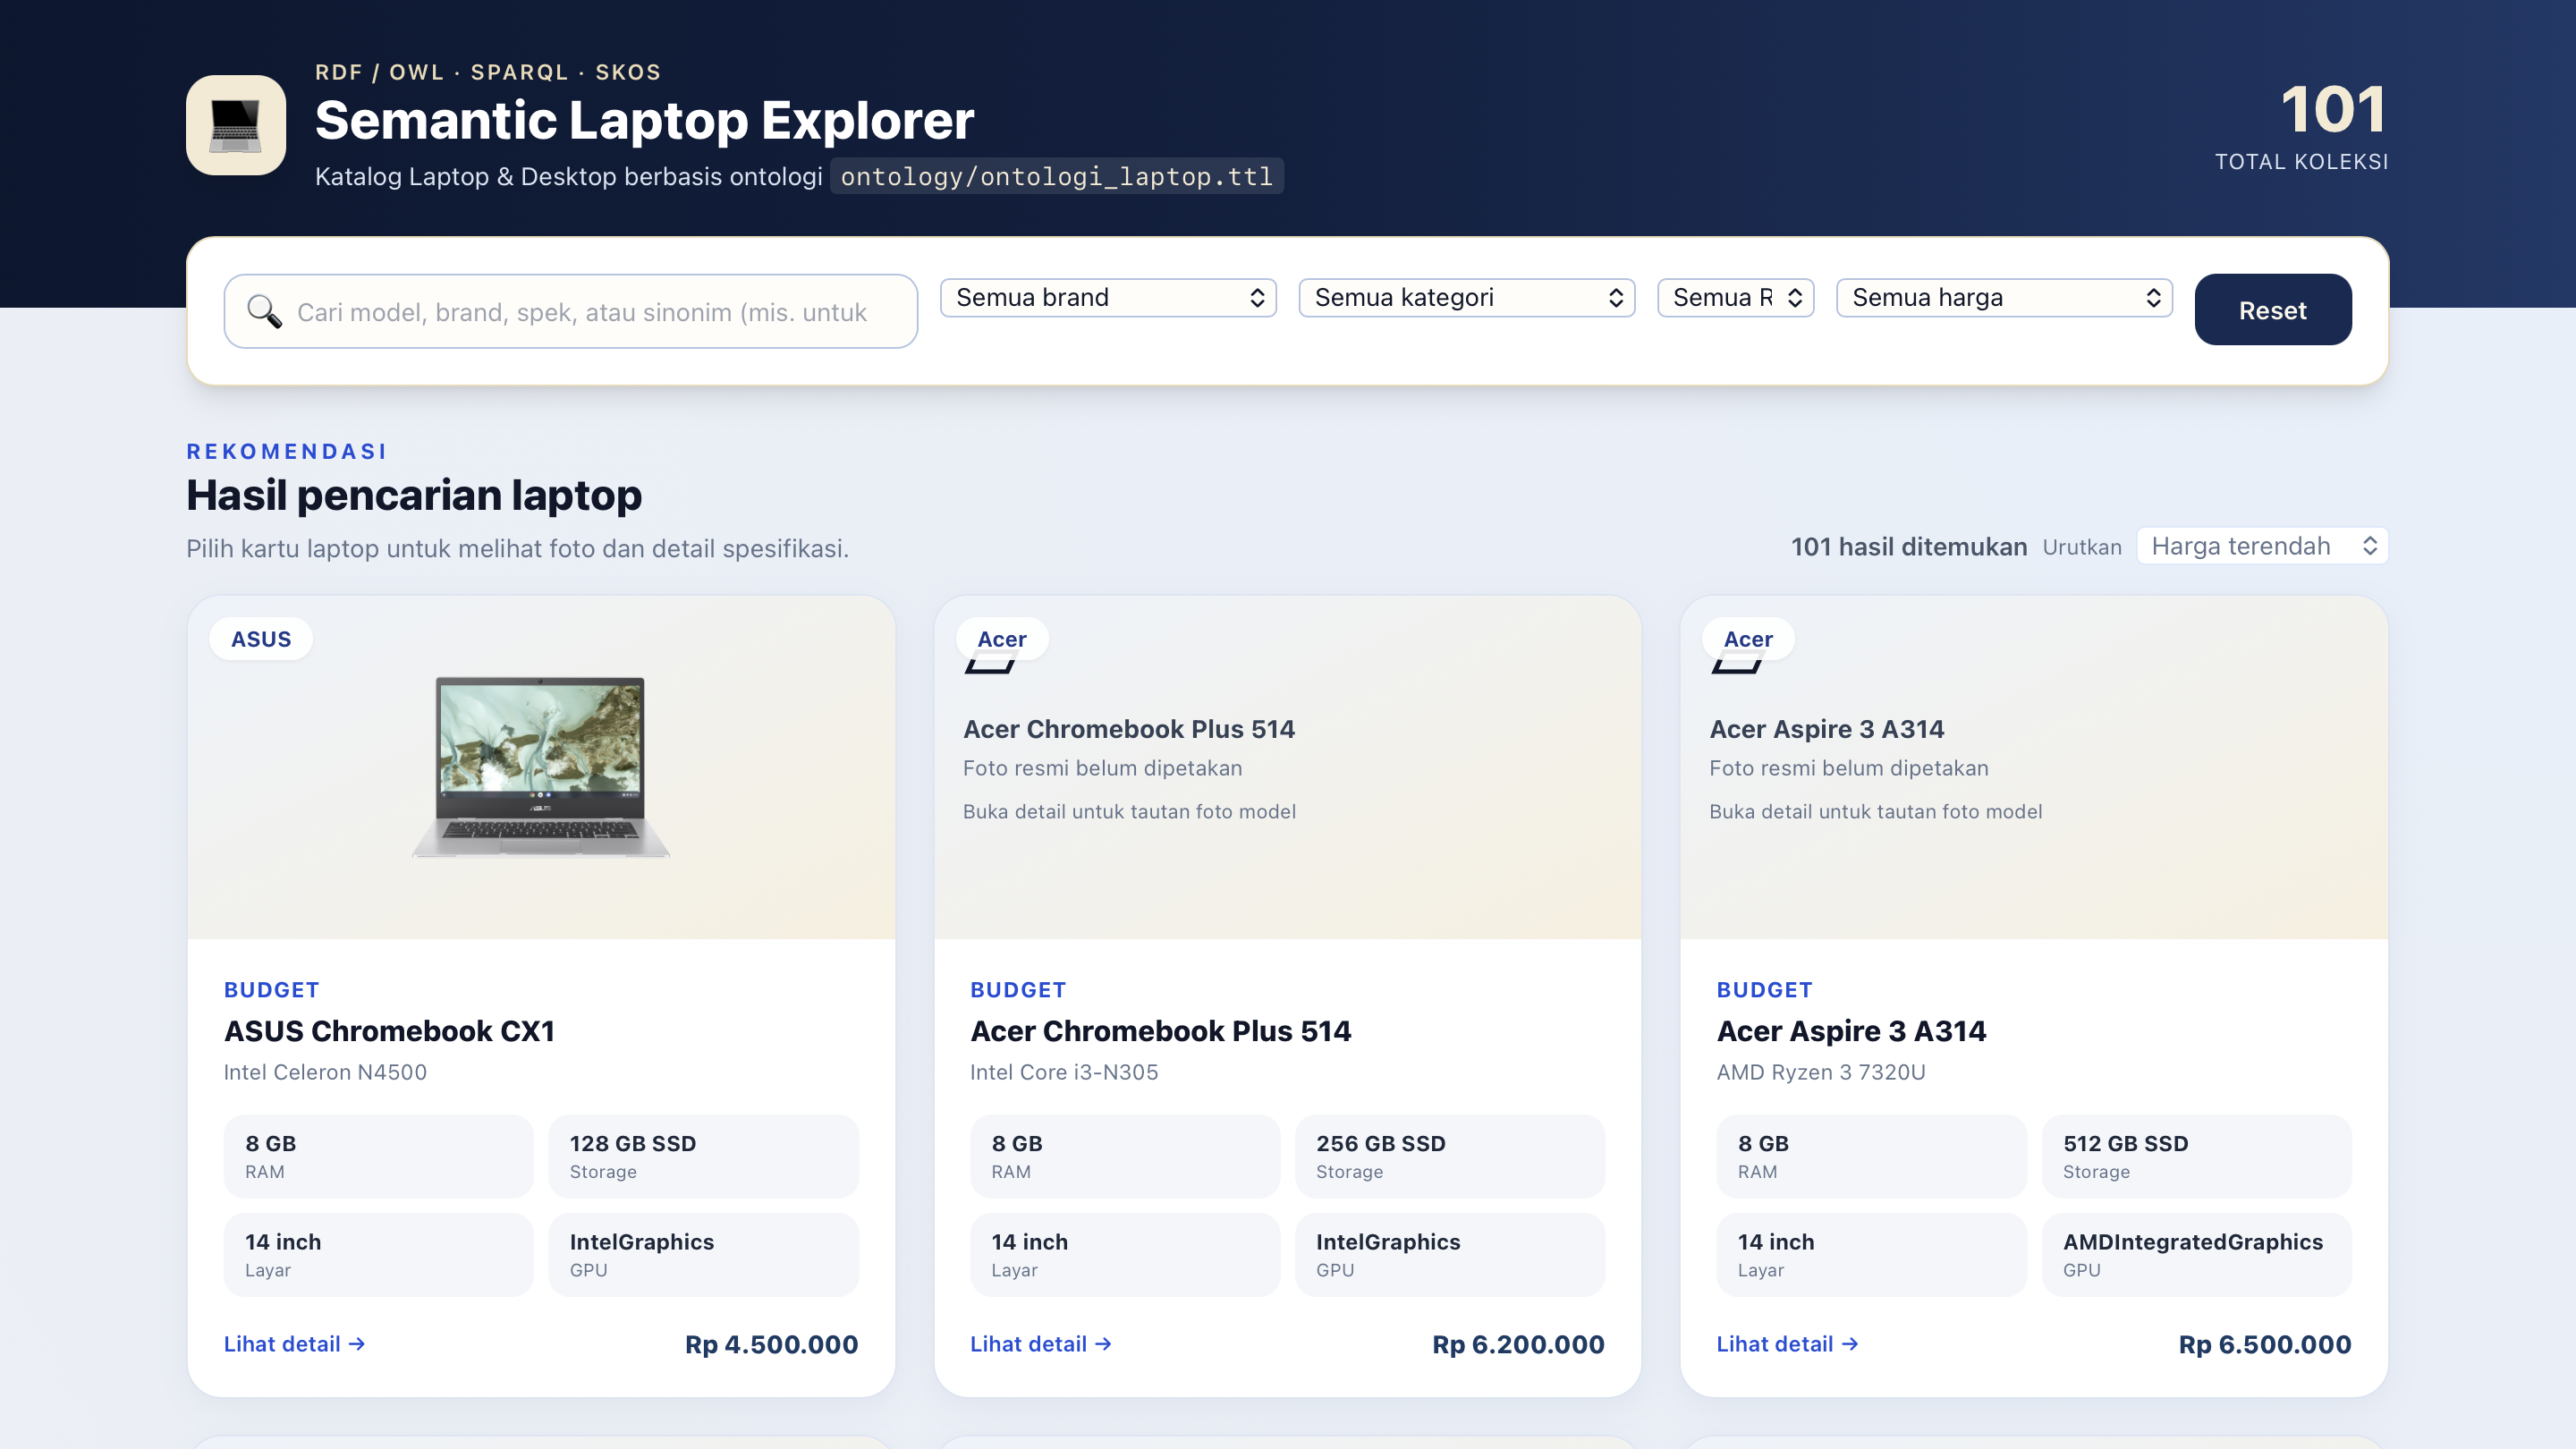 RDF / OWL · SPARQL · SKOS
Semantic Laptop Explorer
Katalog Laptop & Desktop berbasis ontologi ontology/ontologi_laptop.ttl
101
TOTAL KOLEKSI
Cari model, brand, spek, atau sinonim (mis. untuk
Semua brand
Semua kategori
Semua R
Semua harga
Reset
REKOMENDASI
Hasil pencarian laptop
Pilih kartu laptop untuk melihat foto dan detail spesifikasi.
101 hasil ditemukan Urutkan Harga terendah
ASUS
BUDGET
ASUS Chromebook CX1
Intel Celeron N4500
8 GB
RAM
128 GB SSD
Storage
14 inch
Layar
IntelGraphics
GPU
Lihat detail → Rp 4.500.000
Acer
Acer Chromebook Plus 514
Foto resmi belum dipetakan
Buka detail untuk tautan foto model
BUDGET
Acer Chromebook Plus 514
Intel Core i3-N305
8 GB
RAM
256 GB SSD
Storage
14 inch
Layar
IntelGraphics
GPU
Lihat detail → Rp 6.200.000
Acer
Acer Aspire 3 A314
Foto resmi belum dipetakan
Buka detail untuk tautan foto model
BUDGET
Acer Aspire 3 A314
AMD Ryzen 3 7320U
8 GB
RAM
512 GB SSD
Storage
14 inch
Layar
AMDIntegratedGraphics
GPU
Lihat detail → Rp 6.500.000